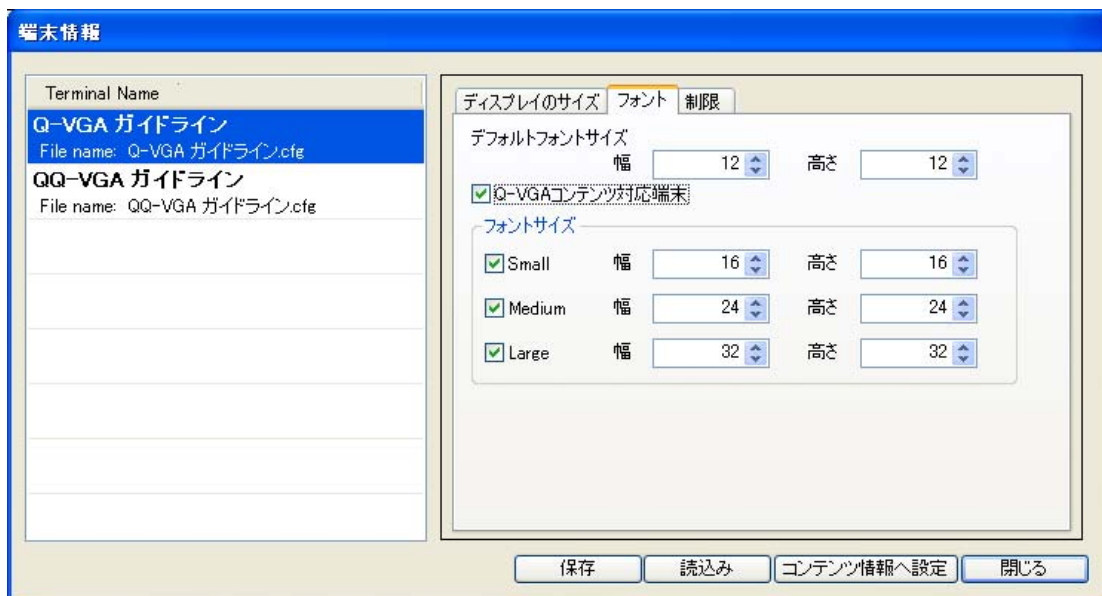 端末情報
Terminal Name
Q-VGA ガイドライン
File name: Q-VGA ガイドライン.cfg
QQ-VGA ガイドライン
File name: QQ-VGA ガイドライン.cfg
ディスプレイのサイズ フォント 制限
デフォルトフォントサイズ
幅 12 高さ 12
Q-VGAコンテンツ対応端末
フォントサイズ
Small 幅 16 高さ 16
Medium 幅 24 高さ 24
Large 幅 32 高さ 32
保存 読込み コンテンツ情報へ設定 閉じる